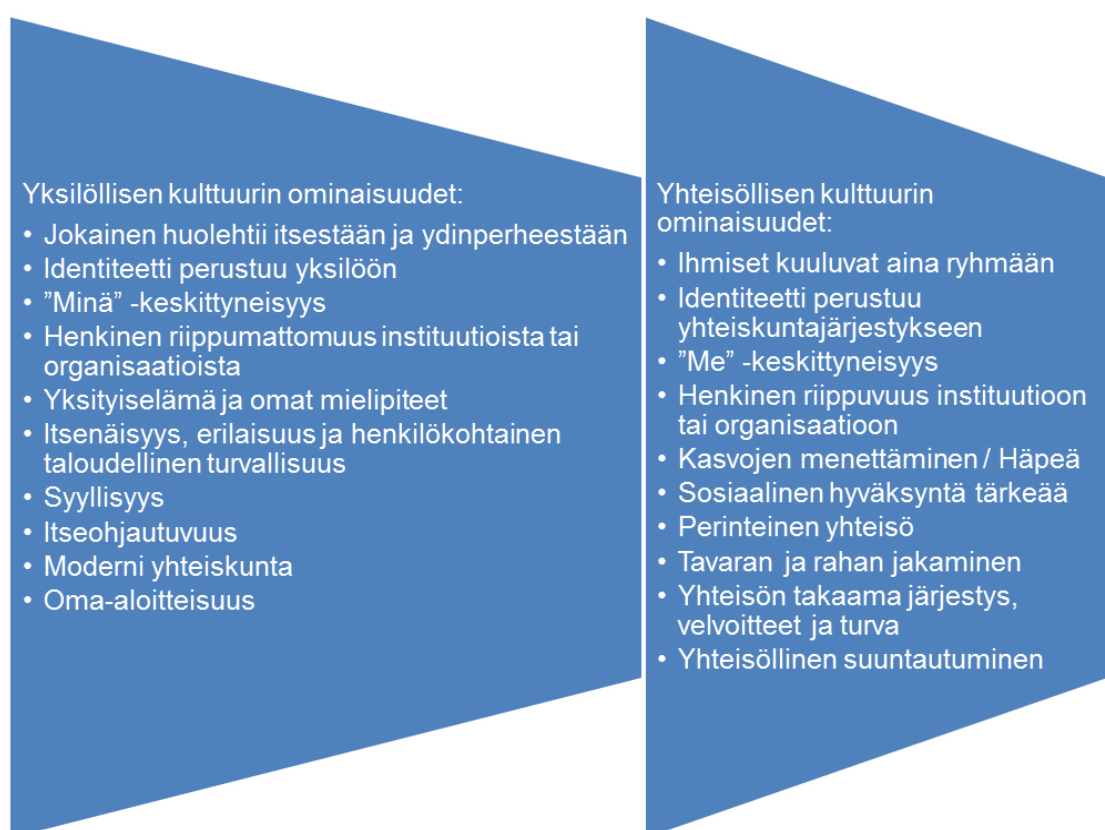 Yksilöllisen kulttuurin ominaisuudet:
• Jokainen huolehtii itsestään ja ydinperheestään
• Identiteetti perustuu yksilöön
• ”Minä” -keskittyneisyys
• Henkinen riippumattomuus instituutioista tai
organisaatioista
• Yksityiselämä ja omat mielipiteet
• Itsenäisyys, erilaisuus ja henkilökohtainen
taloudellinen turvallisuus
• Syyllisyys
• Itseohjautuvuus
• Moderni yhteiskunta
• Oma-aloitteisuus
Yhteisöllisen kulttuurin
ominaisuudet:
• Ihmiset kuuluvat aina ryhmään
• Identiteetti perustuu
yhteiskuntajärjestykseen
• ”Me” -keskittyneisyys
• Henkinen riippuvuus instituutioon
tai organisaatioon
• Kasvojen menettäminen / Häpeä
• Sosiaalinen hyväksyntä tärkeää
• Perinteinen yhteisö
• Tavaran ja rahan jakaminen
• Yhteisön takaama järjestys,
velvoitteet ja turva
• Yhteisöllinen suuntautuminen